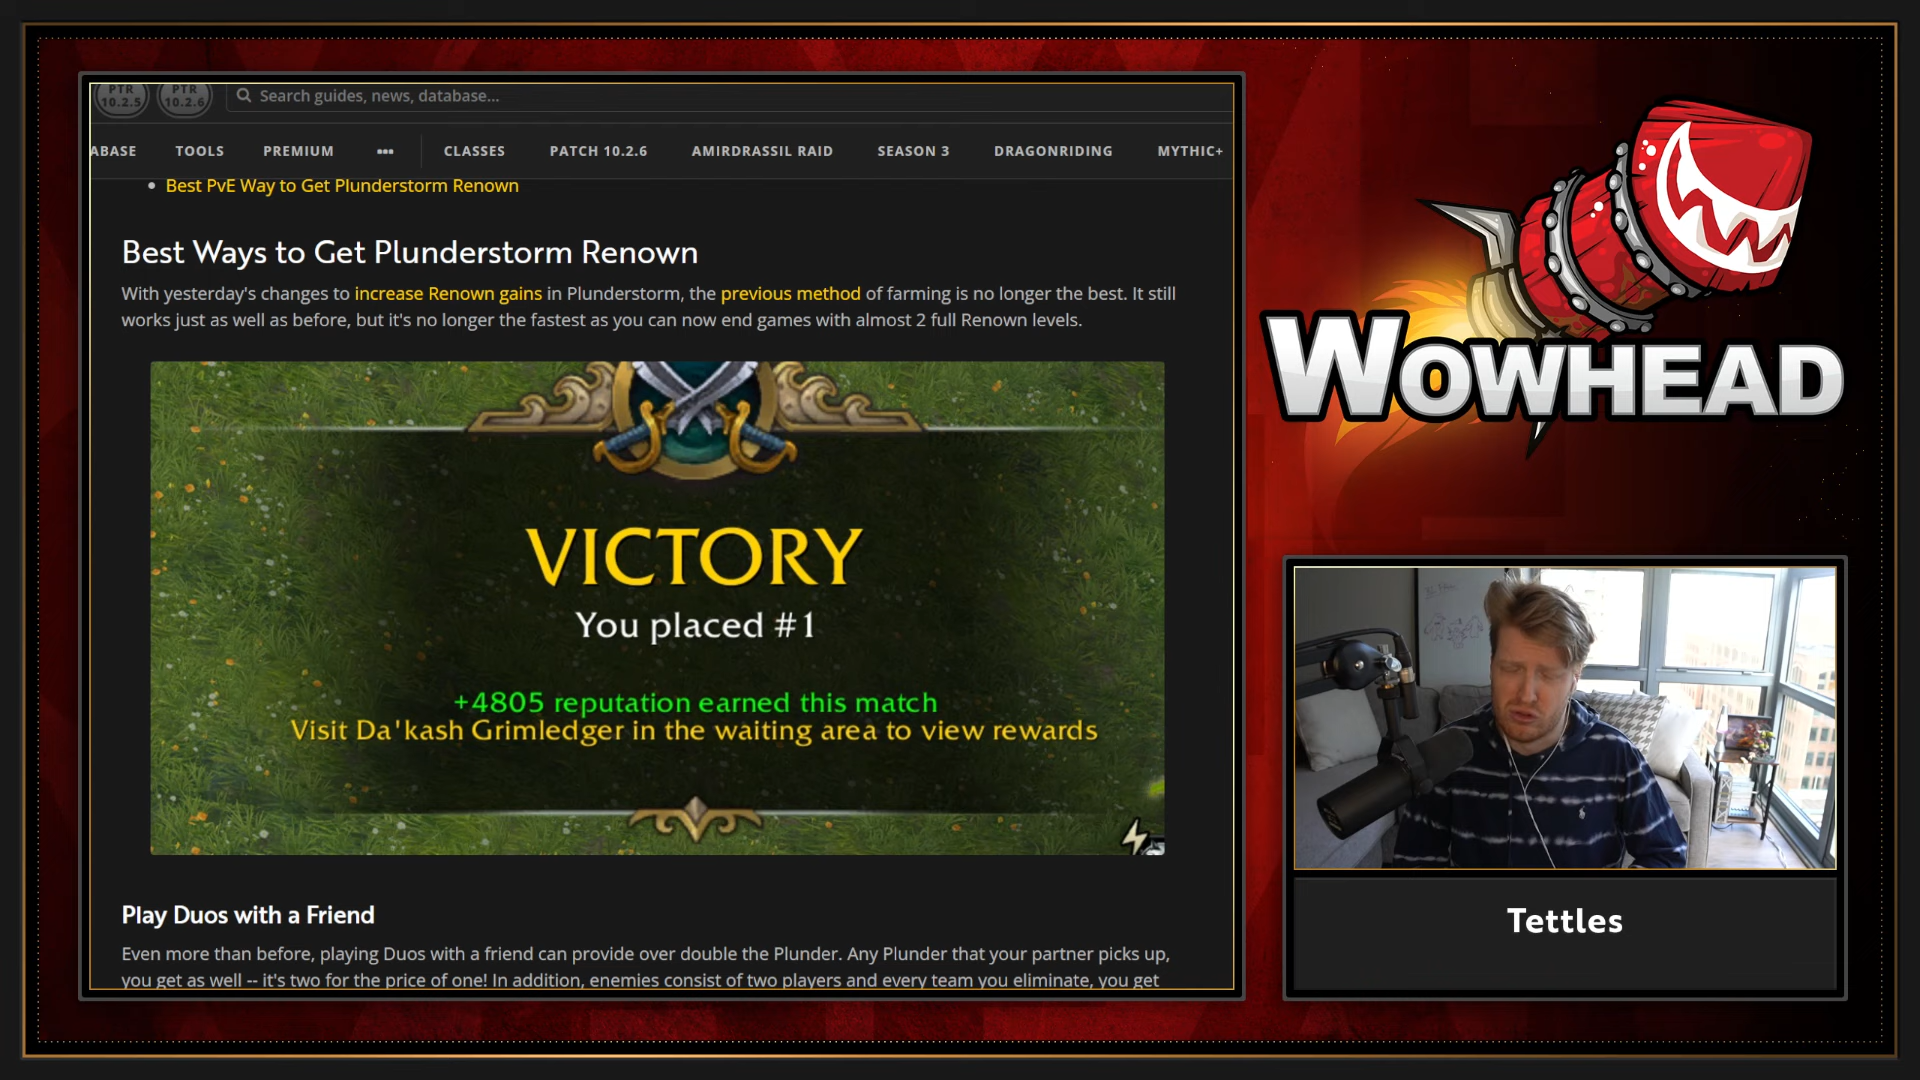 PTR
10.2.5
PTR
10.2.6
Search guides, news, database...
ABASE
TOOLS
PREMIUM
•••
CLASSES
PATCH 10.2.6
AMIRDRASSIL RAID
SEASON 3
DRAGONRIDING
MYTHIC+
• Best PvE Way to Get Plunderstorm Renown
Best Ways to Get Plunderstorm Renown
With yesterday's changes to increase Renown gains in Plunderstorm, the previous method of farming is no longer the best. It still
works just as well as before, but it's no longer the fastest as you can now end games with almost 2 full Renown levels.
VICTORY
You placed #1
+4805 reputation earned this match
Visit Da'kash Grimledger in the waiting area to view rewards
Play Duos with a Friend
Even more than before, playing Duos with a friend can provide over double the Plunder. Any Plunder that your partner picks up,
you get as well -- it's two for the price of one! In addition, enemies consist of two players and every team you eliminate, you get
WOWHEAD
Tettles